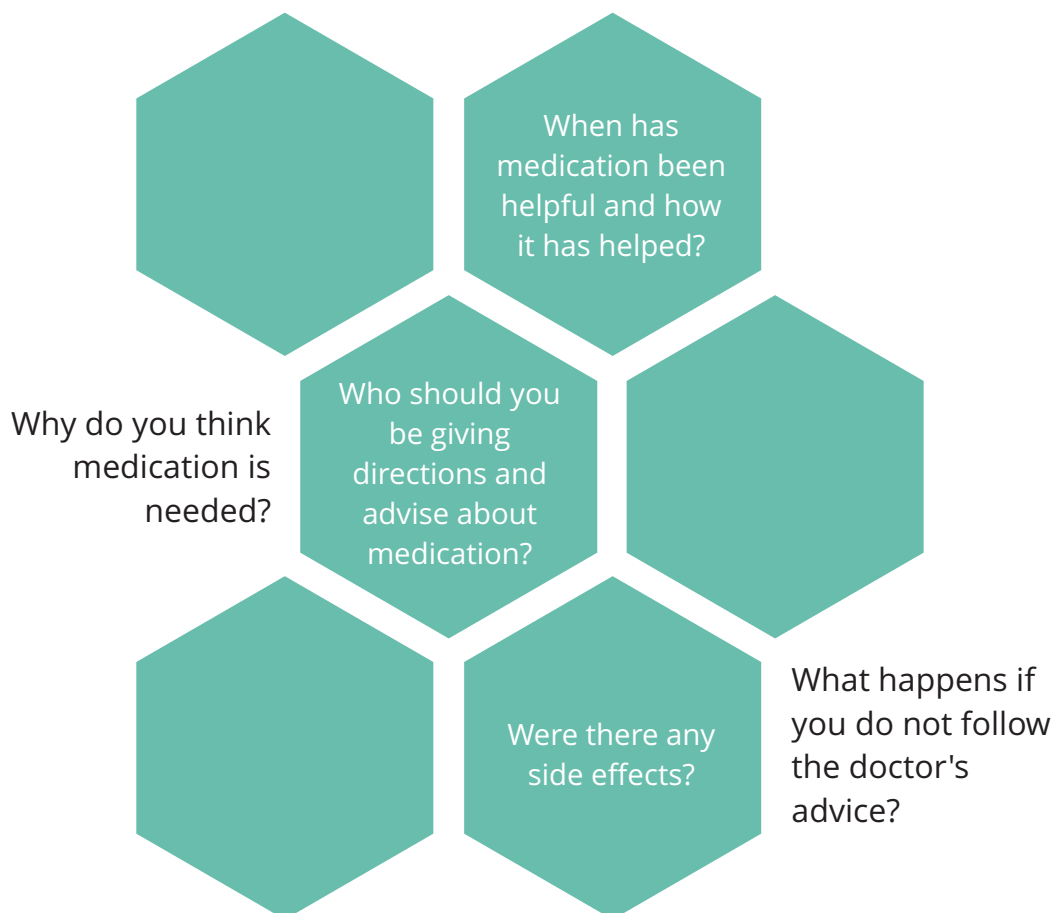 When has
medication been
helpful and how
it has helped?
Why do you think
medication is
needed?
Who should you
be giving
directions and
advise about
medication?
Were there any
side effects?
What happens if
you do not follow
the doctor's
advice?